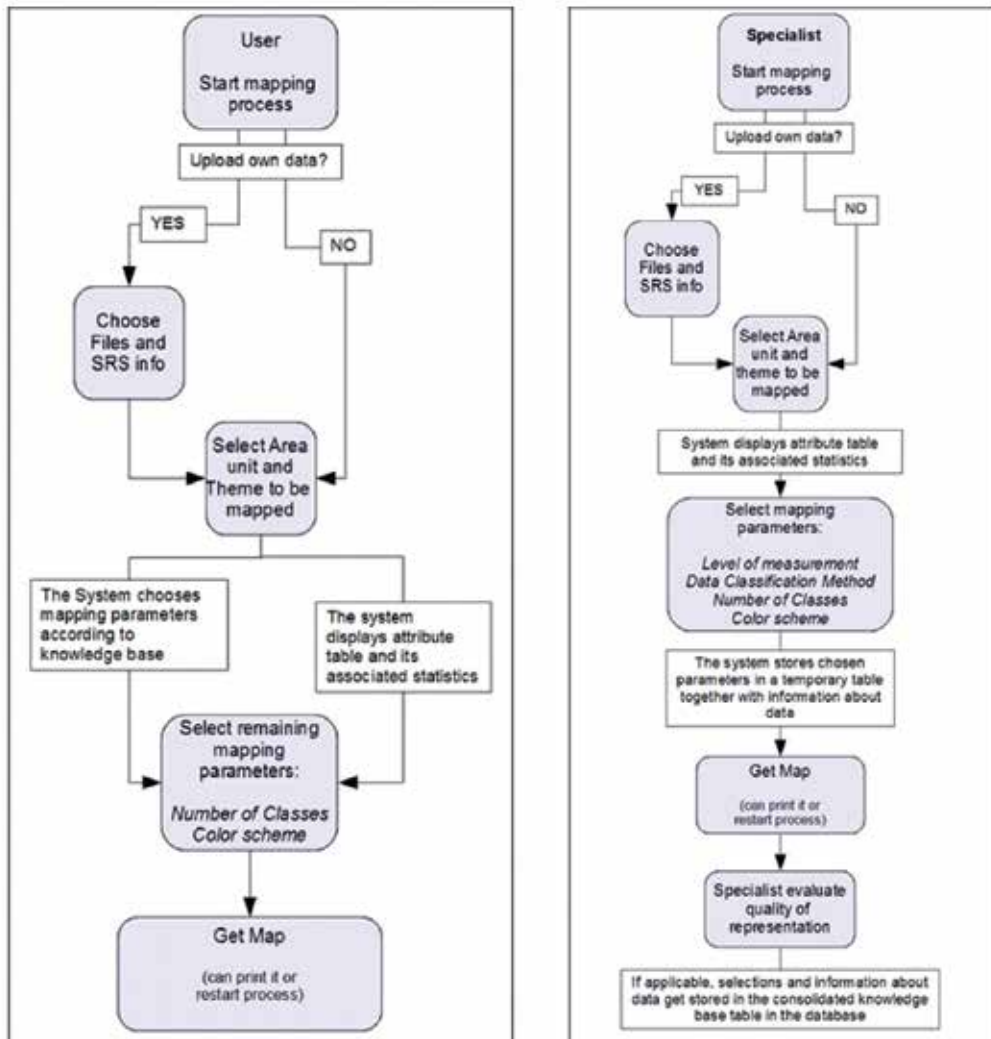 User
Start mapping
process
Upload own data?
YES
NO
Choose
Files and
SRS info
Select Area
unit and
Theme to be
mapped
The System chooses
mapping parameters
according to
knowledge base
The system
displays attribute
table and its
associated statistics
Select remaining
mapping
parameters:
Number of Classes
Color scheme
Get Map
(can print it or
restart process)
Specialist
Start mapping
process
Upload own data?
YES
NO
Choose
Files and
SRS info
Select Area
unit and
theme to be
mapped
System displays attribute table
and its associated statistics
Select mapping
parameters:
Level of measurement
Data Classification Method
Number of Classes
Color scheme
The system stores chosen
parameters in a temporary table
together with information about
data
Get Map
(can print it or
restart process)
Specialist evaluate
quality of
representation
If applicable, selections and information about
data get stored in the consolidated knowledge
base table in the database